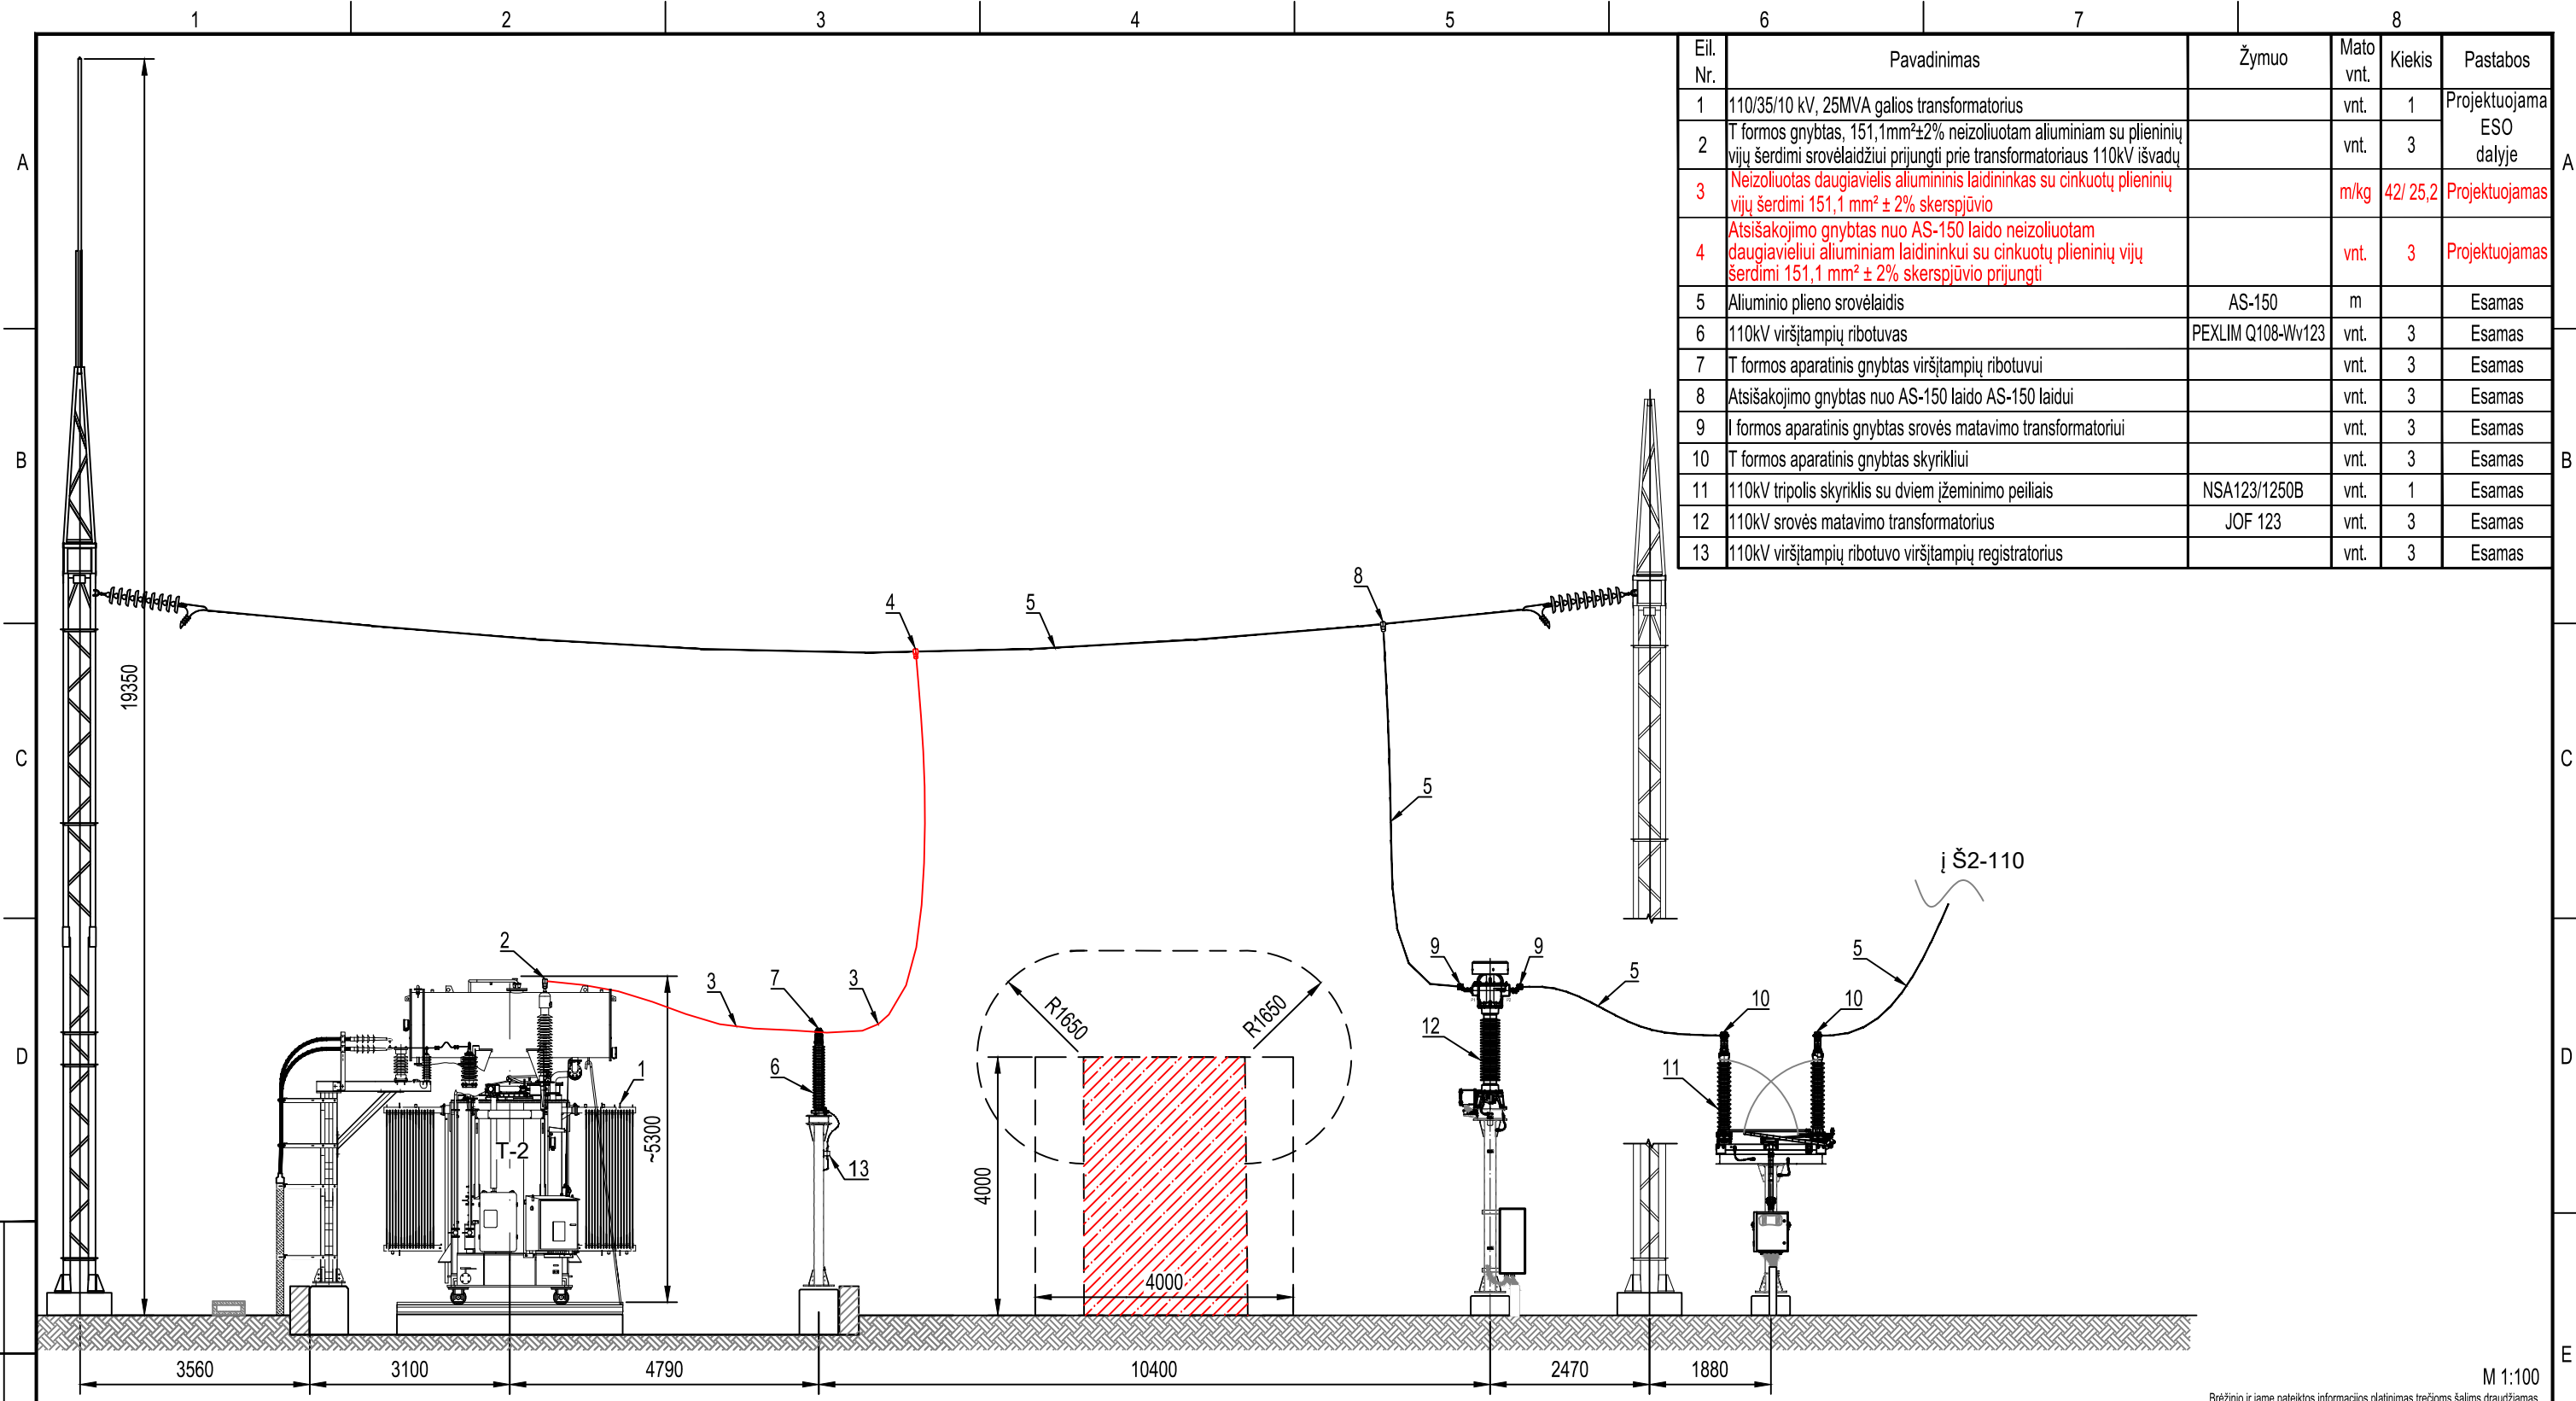 1 2 3 4 5 6 7 8
Eil. Nr. Pavadinimas Žymuo Mato vnt. Kiekis Pastabos
1 110/35/10 kV, 25MVA galios transformatorius vnt. 1 Projektuojama ESO dalyje
2 T formos gnybtas, 151,1mm²±2% neizoliuotam aliuminiam su plieninių
vijų šerdimi srovėlaidžiui prijungti prie transformatoriaus 110kV išvadų vnt. 3
3 Neizoliuotas daugiavielis aliumininis laidininkas su cinkuotų plieninių
vijų šerdimi 151,1 mm² ± 2% skerspjūvio m/kg 42/ 25,2 Projektuojamas
4 Atsišakojimo gnybtas nuo AS-150 laido neizoliuotam
daugiavieliui aliuminiam laidininkui su cinkuotų plieninių vijų
šerdimi 151,1 mm² ± 2% skerspjūvio prijungti vnt. 3 Projektuojamas
5 Aliuminio plieno srovėlaidis AS-150 m Esamas
6 110kV viršįtampių ribotuvas PEXLIM Q108-Wv123 vnt. 3 Esamas
7 T formos aparatinis gnybtas viršįtampių ribotuvui vnt. 3 Esamas
8 Atsišakojimo gnybtas nuo AS-150 laido AS-150 laidui vnt. 3 Esamas
9 I formos aparatinis gnybtas srovės matavimo transformatoriui vnt. 3 Esamas
10 T formos aparatinis gnybtas skyrikliui vnt. 3 Esamas
11 110kV tripolis skyriklis su dviem įžeminimo peiliais NSA123/1250B vnt. 1 Esamas
12 110kV srovės matavimo transformatorius JOF 123 vnt. 3 Esamas
13 110kV viršįtampių ribotuvo viršįtampių registratorius vnt. 3 Esamas
A A
B B
C C
D D
E
19350
4 5 8
5
į Š2-110
2 3 7 3
R1650 R1650
9 9 5 5
10 10
12
11
6
1
T-2
~5300
13
4000
4000
3560 3100 4790 10400 2470 1880
M 1:100
Brėžinio ir jame pateiktos informacijos platinimas trečioms šalims draudžiamas